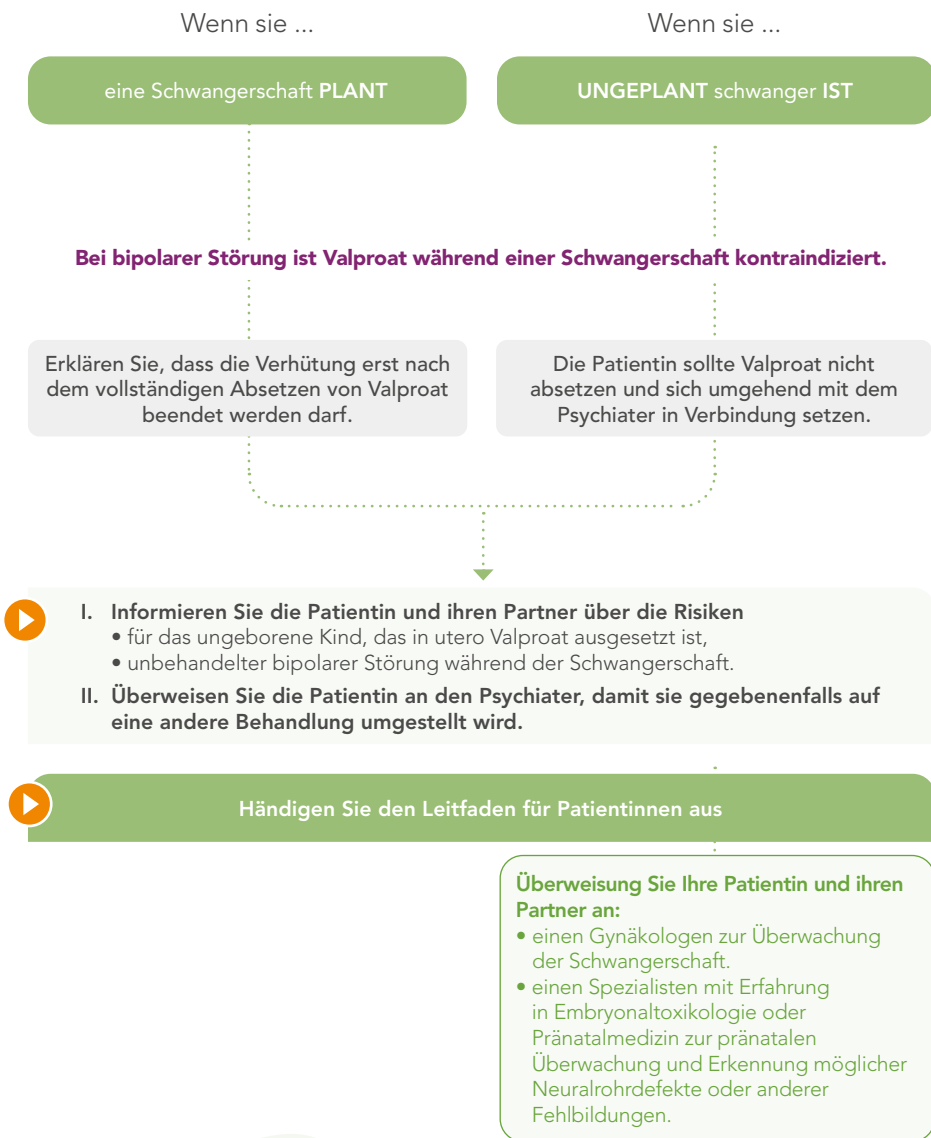 Wenn sie ...
Wenn sie ...
eine Schwangerschaft PLANT
UNGEPLANT schwanger IST
Bei bipolarer Störung ist Valproat während einer Schwangerschaft kontraindiziert.
Erklären Sie, dass die Verhütung erst nach
dem vollständigen Absetzen von Valproat
beendet werden darf.
Die Patientin sollte Valproat nicht
absetzen und sich umgehend mit dem
Psychiater in Verbindung setzen.
I. Informieren Sie die Patientin und ihren Partner über die Risiken
• für das ungeborene Kind, das in utero Valproat ausgesetzt ist,
• unbehandelter bipolarer Störung während der Schwangerschaft.
II. Überweisen Sie die Patientin an den Psychiater, damit sie gegebenenfalls auf
eine andere Behandlung umgestellt wird.
Händigen Sie den Leitfaden für Patientinnen aus
Überweisung Sie Ihre Patientin und ihren
Partner an:
• einen Gynäkologen zur Überwachung
der Schwangerschaft.
• einen Spezialisten mit Erfahrung
in Embryonaltoxikologie oder
Pränatalmedizin zur pränatalen
Überwachung und Erkennung möglicher
Neuralrohrdefekte oder anderer
Fehlbildungen.